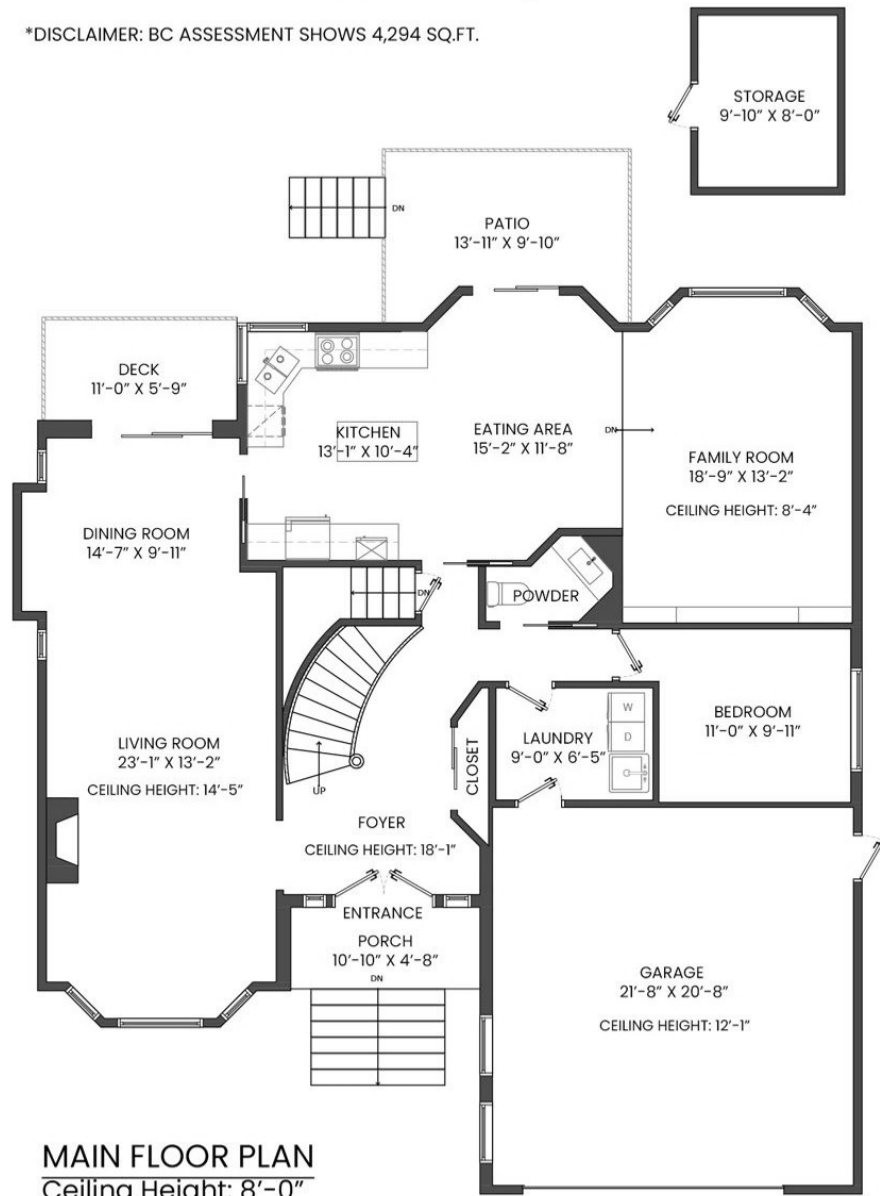 *DISCLAIMER: BC ASSESSMENT SHOWS 4,294 SQ.FT.
STORAGE
9'-10" X 8'-0"
DN
PATIO
13'-11" X 9'-10"
DECK
11'-0" X 5'-9"
KITCHEN
13'-1" X 10'-4"
EATING AREA
15'-2" X 11'-8"
DN
FAMILY ROOM
18'-9" X 13'-2"
CEILING HEIGHT: 8'-4"
DINING ROOM
14'-7" X 9'-11"
DN
POWDER
LIVING ROOM
23'-1" X 13'-2"
CEILING HEIGHT: 14'-5"
UP
CLOSET
LAUNDRY
9'-0" X 6'-5"
W
D
BEDROOM
11'-0" X 9'-11"
FOYER
CEILING HEIGHT: 18'-1"
ENTRANCE
PORCH
10'-10" X 4'-8"
DN
GARAGE
21'-8" X 20'-8"
CEILING HEIGHT: 12'-1"
MAIN FLOOR PLAN
Ceiling Height: 8'-0"